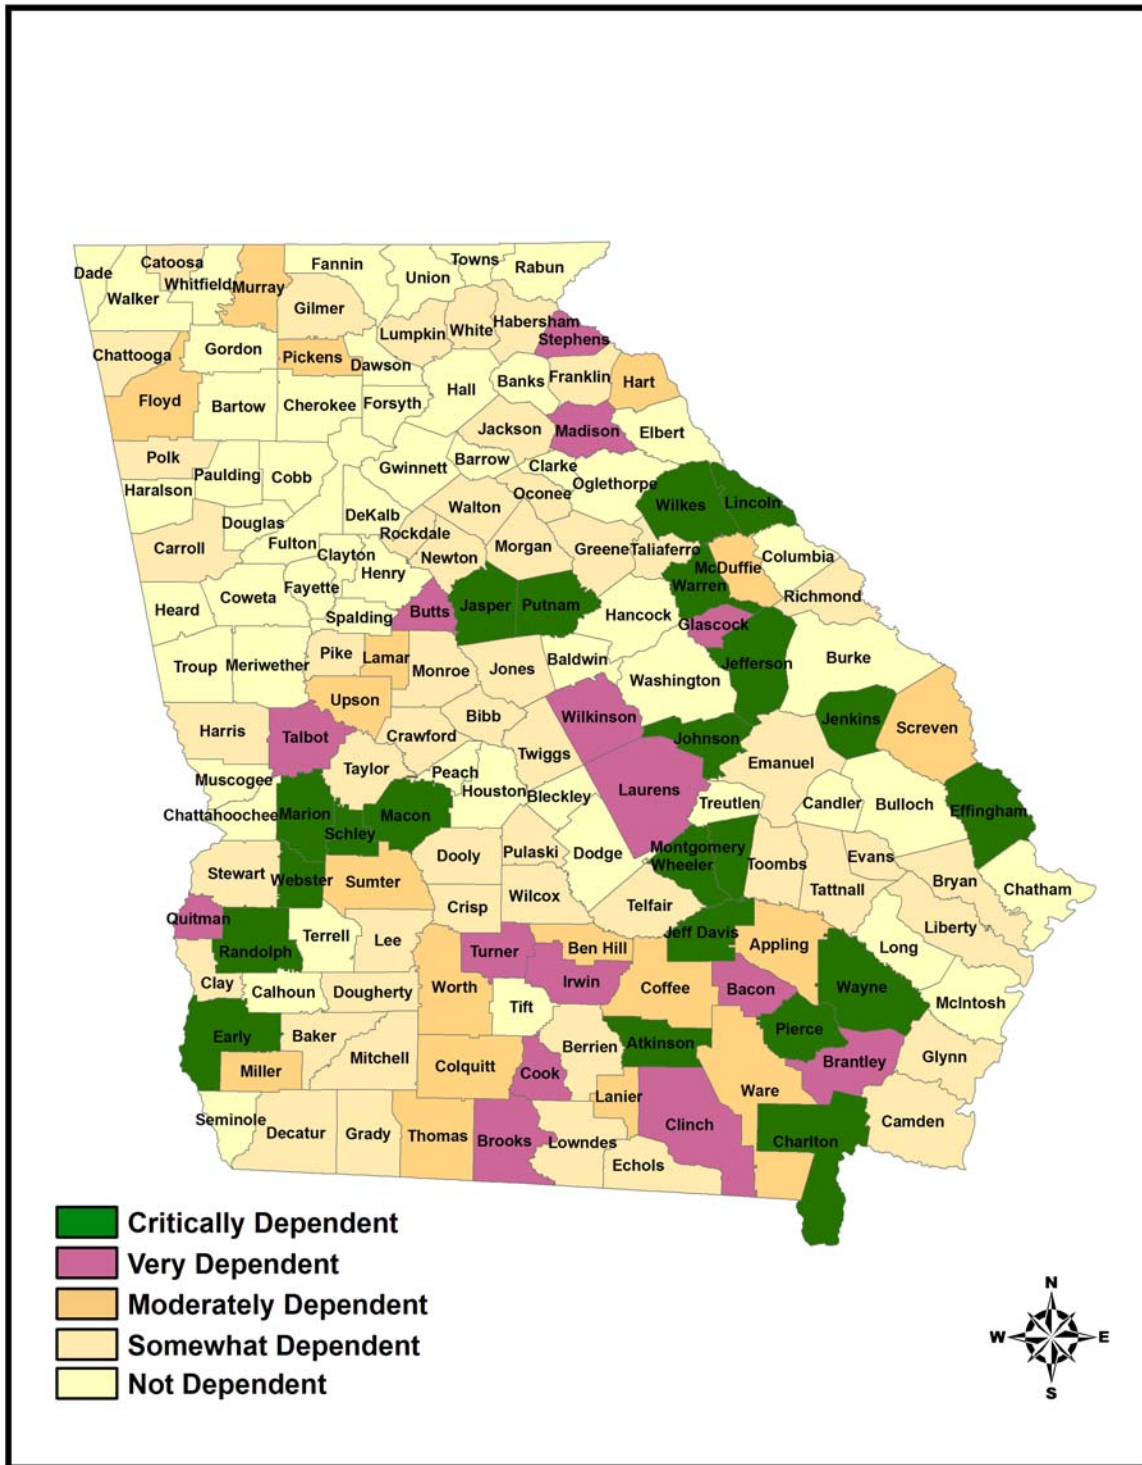 Dade
Catoosa
Walker
Whitfield
Murray
Fannin
Union
Towns
Rabun
Gilmer
Lumpkin
White
Habersham
Stephens
Chattooga
Gordon
Pickens
Dawson
Hall
Banks
Franklin
Hart
Floyd
Bartow
Cherokee
Forsyth
Jackson
Madison
Elbert
Polk
Paulding
Cobb
Gwinnett
Barrow
Clarke
Oglethorpe
Haralson
Douglas
DeKalb
Walton
Oconee
Wilkes
Lincoln
Carroll
Fulton
Clayton
Rockdale
Newton
Morgan
Greene
Taliaferro
McDuffie
Columbia
Heard
Coweta
Fayette
Henry
Spalding
Butts
Jasper
Putnam
Hancock
Warren
Glascock
Richmond
Troup
Meriwether
Pike
Lamar
Monroe
Jones
Baldwin
Washington
Jefferson
Burke
Upson
Harris
Talbot
Crawford
Bibb
Twiggs
Wilkinson
Johnson
Jenkins
Screven
Emanuel
Muscogee
Taylor
Peach
Houston
Bleckley
Laurens
Treutlen
Candler
Bulloch
Effingham
Chattahoochee
Marion
Schley
Macon
Dooly
Pulaski
Dodge
Montgomery
Wheeler
Toombs
Evans
Tattnall
Bryan
Chatham
Stewart
Webster
Sumter
Crisp
Wilcox
Telfair
Liberty
Quitman
Randolph
Terrell
Lee
Turner
Ben Hill
Jeff Davis
Appling
Long
Clay
Calhoun
Dougherty
Worth
Tift
Irwin
Coffee
Bacon
Wayne
McIntosh
Early
Baker
Mitchell
Miller
Colquitt
Cook
Berrien
Atkinson
Pierce
Brantley
Glynn
Seminole
Decatur
Grady
Thomas
Brooks
Lanier
Lowndes
Echols
Clinch
Ware
Charlton
Camden
Critically Dependent
Very Dependent
Moderately Dependent
Somewhat Dependent
Not Dependent
N
W E
S